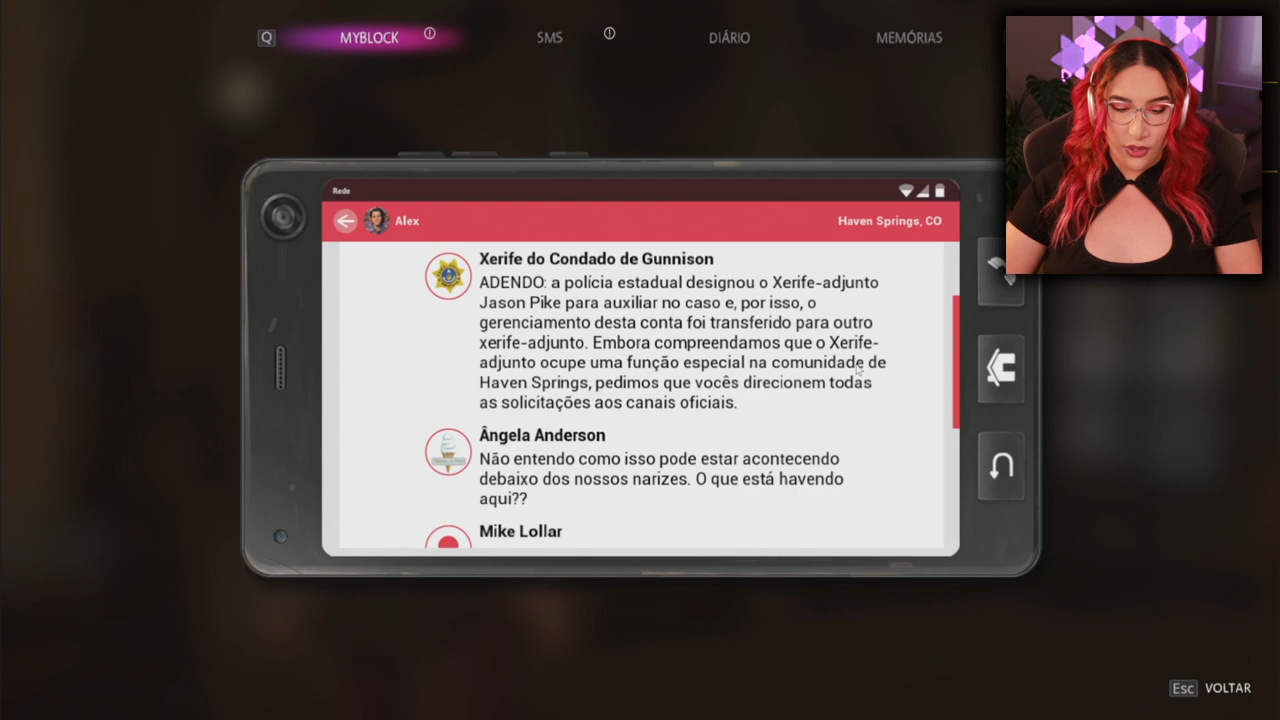 Q MYBLOCK SMS DIÁRIO MEMÓRIAS
Rede
Alex Haven Springs, CO
Xerife do Condado de Gunnison
ADENDO: a polícia estadual designou o Xerife-adjunto
Jason Pike para auxiliar no caso e, por isso, o
gerenciamento desta conta foi transferido para outro
xerife-adjunto. Embora compreendamos que o Xerife-
adjunto ocupe uma função especial na comunidade de
Haven Springs, pedimos que vocês direcionem todas
as solicitações aos canais oficiais.
Ângela Anderson
Não entendo como isso pode estar acontecendo
debaixo dos nossos narizes. O que está havendo
aqui??
Mike Lollar
Esc VOLTAR